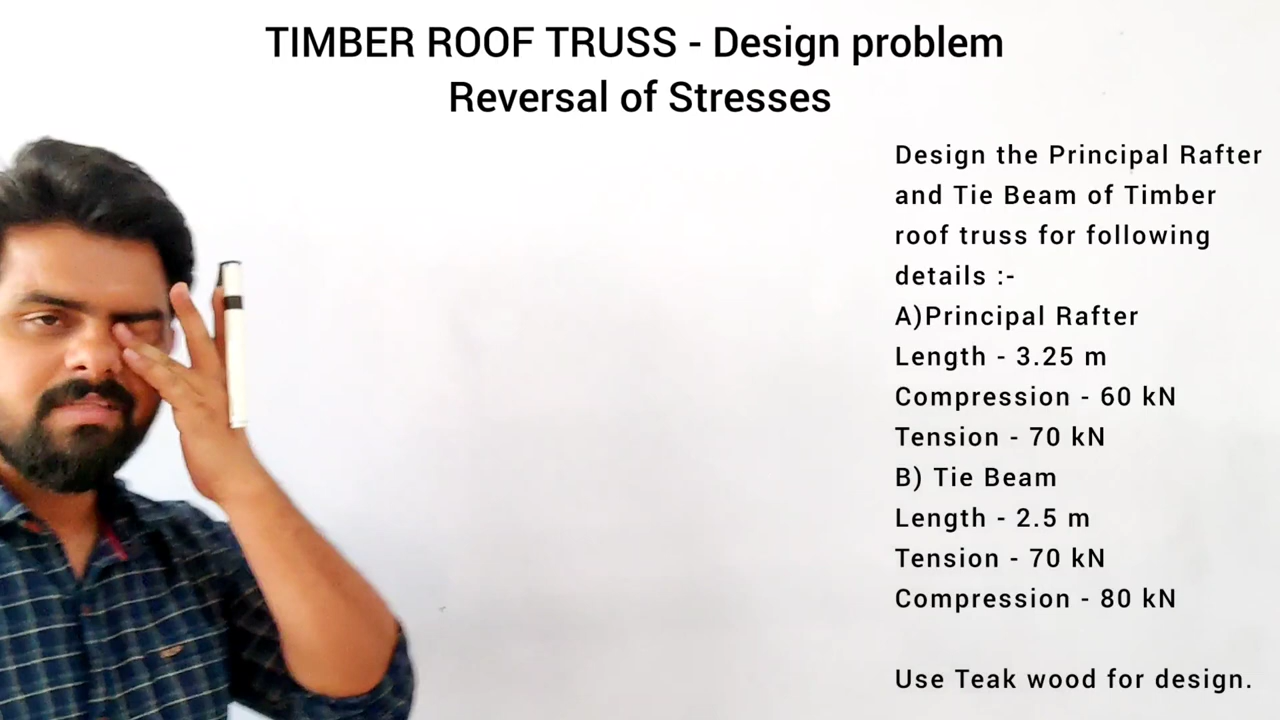 TIMBER ROOF TRUSS - Design problem
Reversal of Stresses
Design the Principal Rafter
and Tie Beam of Timber
roof truss for following
details :-
A)Principal Rafter
Length - 3.25 m
Compression - 60 kN
Tension - 70 kN
B) Tie Beam
Length - 2.5 m
Tension - 70 kN
Compression - 80 kN
Use Teak wood for design.